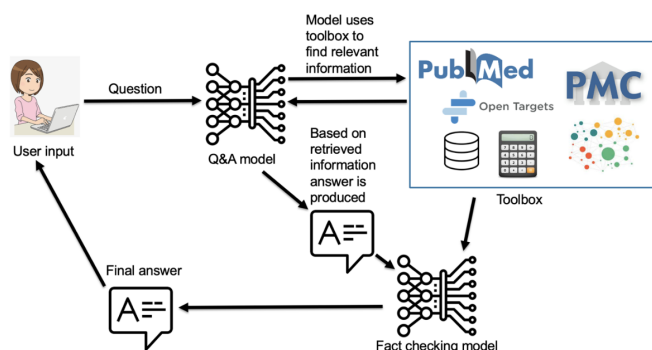 Model uses
toolbox to
find relevant
information
PubMed
PMC
Open Targets
Question
User input
Q&A model
Based on
retrieved
information
answer is
produced
Toolbox
A
Final answer
A
Fact checking model